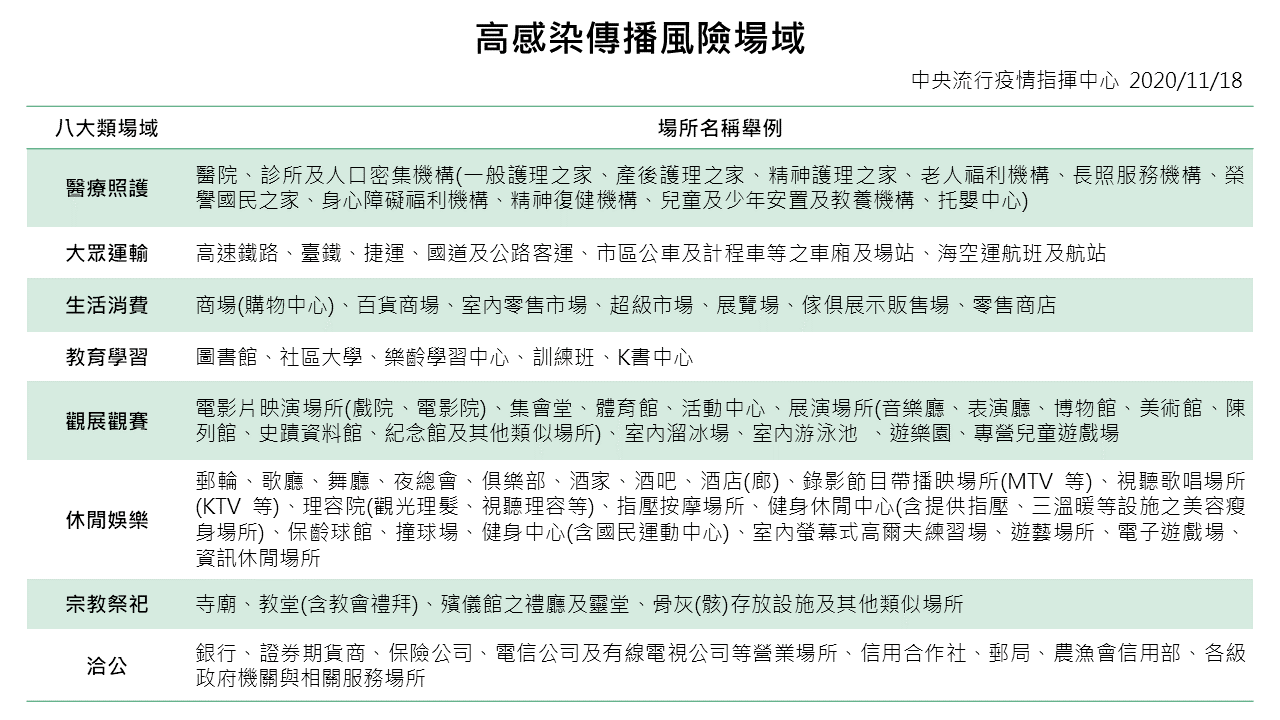 高感染傳播風險場域
中央流行疫情指揮中心 2020/11/18
八大類場域 場所名稱舉例
醫療照護 醫院、診所及人口密集機構(一般護理之家、產後護理之家、精神護理之家、老人福利機構、長照服務機構、榮
譽國民之家、身心障礙福利機構、精神復健機構、兒童及少年安置及教養機構、托嬰中心)
大眾運輸 高速鐵路、臺鐵、捷運、國道及公路客運、市區公車及計程車等之車廂及場站、海空運航班及航站
生活消費 商場(購物中心)、百貨商場、室內零售市場、超級市場、展覽場、傢俱展示販售場、零售商店
教育學習 圖書館、社區大學、樂齡學習中心、訓練班、K書中心
觀展觀賽 電影片映演場所(戲院、電影院)、集會堂、體育館、活動中心、展演場所(音樂廳、表演廳、博物館、美術館、陳
列館、史蹟資料館、紀念館及其他類似場所)、室內溜冰場、室內游泳池 、遊樂園、專營兒童遊戲場
休閒娛樂 郵輪、歌廳、舞廳、夜總會、俱樂部、酒家、酒吧、酒店(廊)、錄影節目帶播映場所(MTV 等)、視聽歌唱場所
(KTV 等)、理容院(觀光理髮、視聽理容等)、指壓按摩場所、健身休閒中心(含提供指壓、三溫暖等設施之美容瘦
身場所)、保齡球館、撞球場、健身中心(含國民運動中心)、室內螢幕式高爾夫練習場、遊藝場所、電子遊戲場、
資訊休閒場所
宗教祭祀 寺廟、教堂(含教會禮拜)、殯儀館之禮廳及靈堂、骨灰(骸)存放設施及其他類似場所
洽公 銀行、證券期貨商、保險公司、電信公司及有線電視公司等營業場所、信用合作社、郵局、農漁會信用部、各級
政府機關與相關服務場所